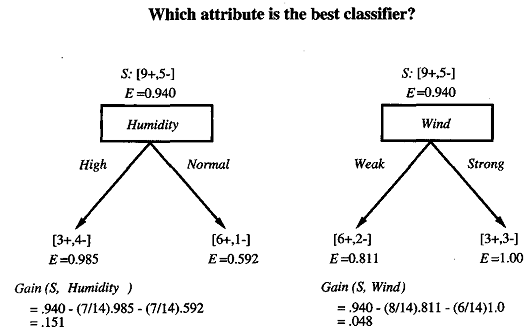 Which attribute is the best classifier?
S: [9+,5-]
E =0.940
Humidity
High
Normal
[3+,4-]
E =0.985
[6+,1-]
E =0.592
Gain (S, Humidity )
= .940 - (7/14).985 - (7/14).592
= .151
S: [9+,5-]
E =0.940
Wind
Weak
Strong
[6+,2-]
E =0.811
[3+,3-]
E =1.00
Gain (S, Wind)
= .940 - (8/14).811 - (6/14)1.0
= .048